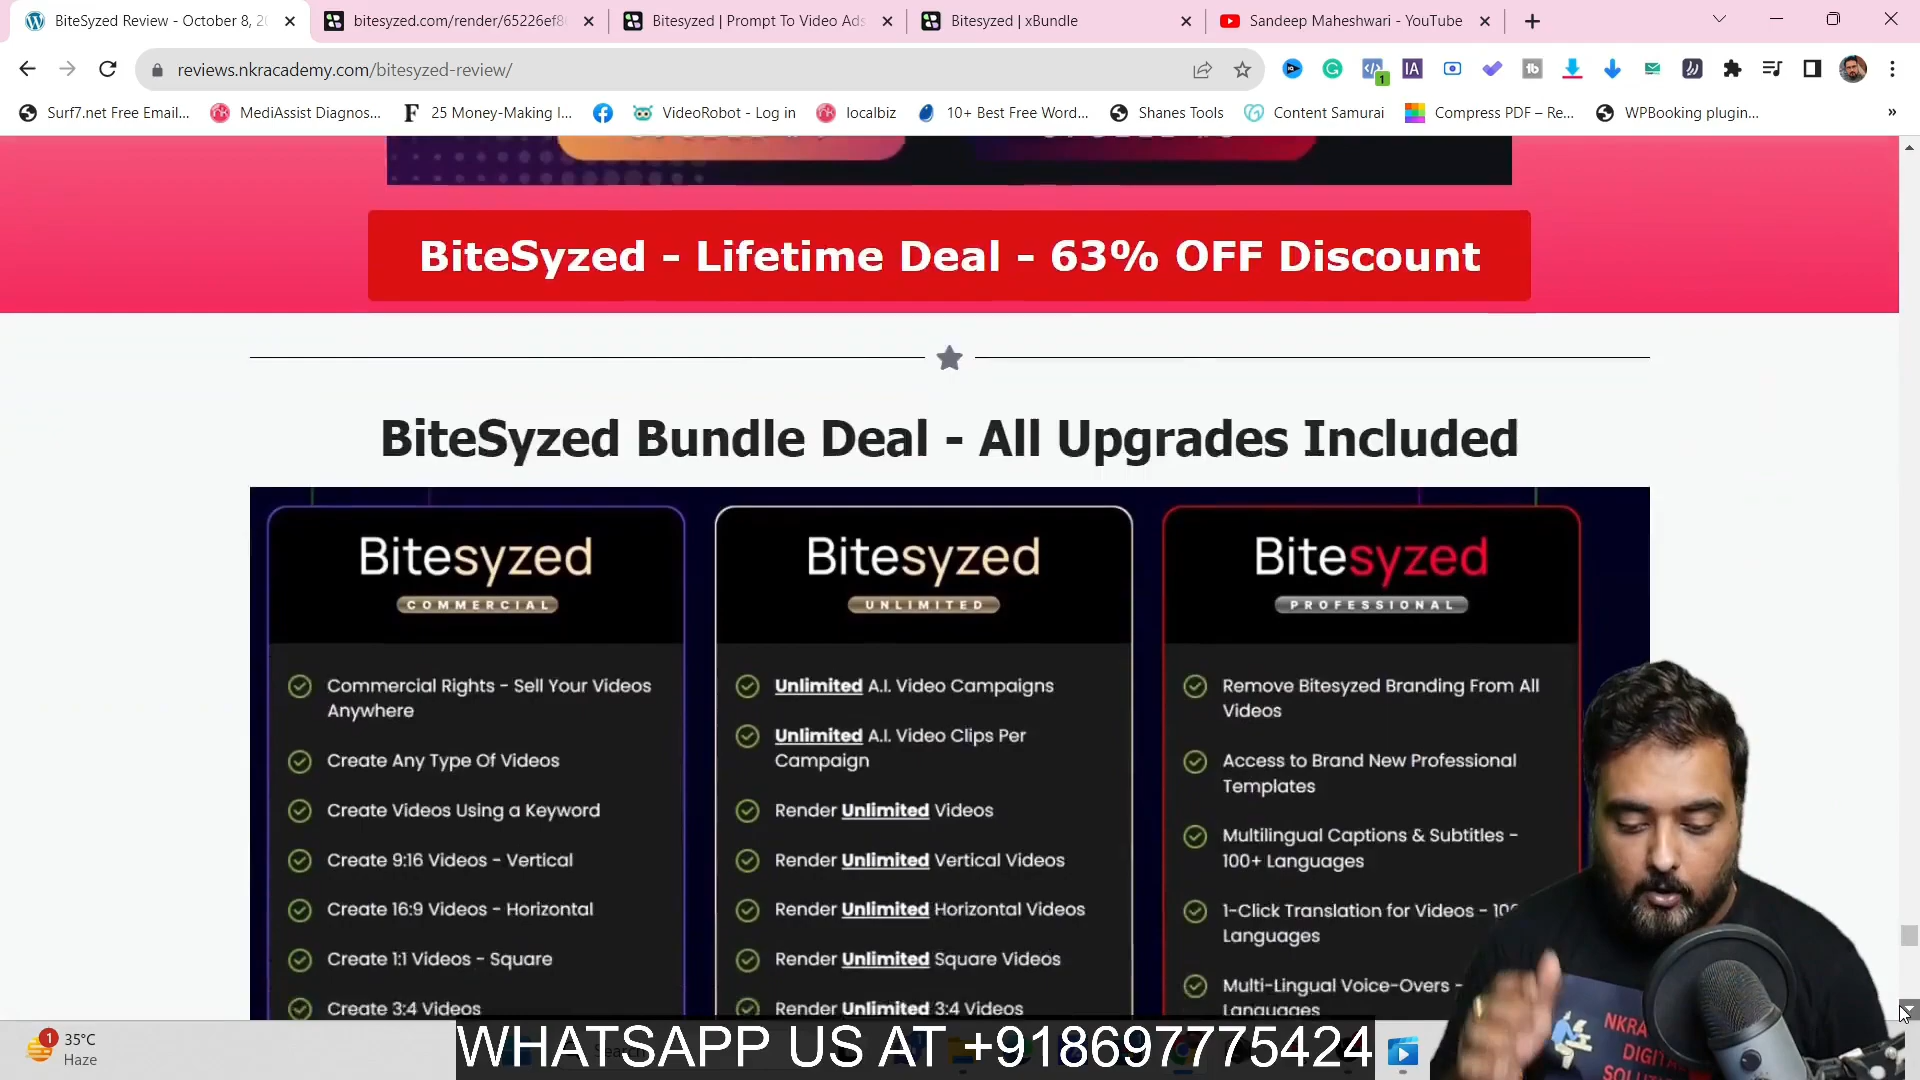 BiteSyzed Review - October 8, 20
bitesyzed.com/render/65226ef8
Bitesyzed | Prompt To Video Ads
Bitesyzed | xBundle
Sandeep Maheshwari - YouTube
reviews.nkracademy.com/bitesyzed-review/
Surf7.net Free Email...
MediAssist Diagnos...
25 Money-Making I...
VideoRobot - Log in
localbiz
10+ Best Free Word...
Shanes Tools
Content Samurai
Compress PDF – Re...
WPBooking plugin...
»
BiteSyzed - Lifetime Deal - 63% OFF Discount
BiteSyzed Bundle Deal - All Upgrades Included
Bitesyzed
COMMERCIAL
Commercial Rights - Sell Your Videos
Anywhere
Create Any Type Of Videos
Create Videos Using a Keyword
Create 9:16 Videos - Vertical
Create 16:9 Videos - Horizontal
Create 1:1 Videos - Square
Create 3:4 Videos
Bitesyzed
UNLIMITED
Unlimited A.I. Video Campaigns
Unlimited A.I. Video Clips Per
Campaign
Render Unlimited Videos
Render Unlimited Vertical Videos
Render Unlimited Horizontal Videos
Render Unlimited Square Videos
Render Unlimited 3:4 Videos
Bitesyzed
PROFESSIONAL
Remove Bitesyzed Branding From All
Videos
Access to Brand New Professional
Templates
Multilingual Captions & Subtitles -
100+ Languages
1-Click Translation for Videos - 10
Languages
Multi-Lingual Voice-Overs -
Languages
NKRA
DIGITAL
SOLUTIO
1
35°C
Haze
WHATSAPP US AT +918697775424